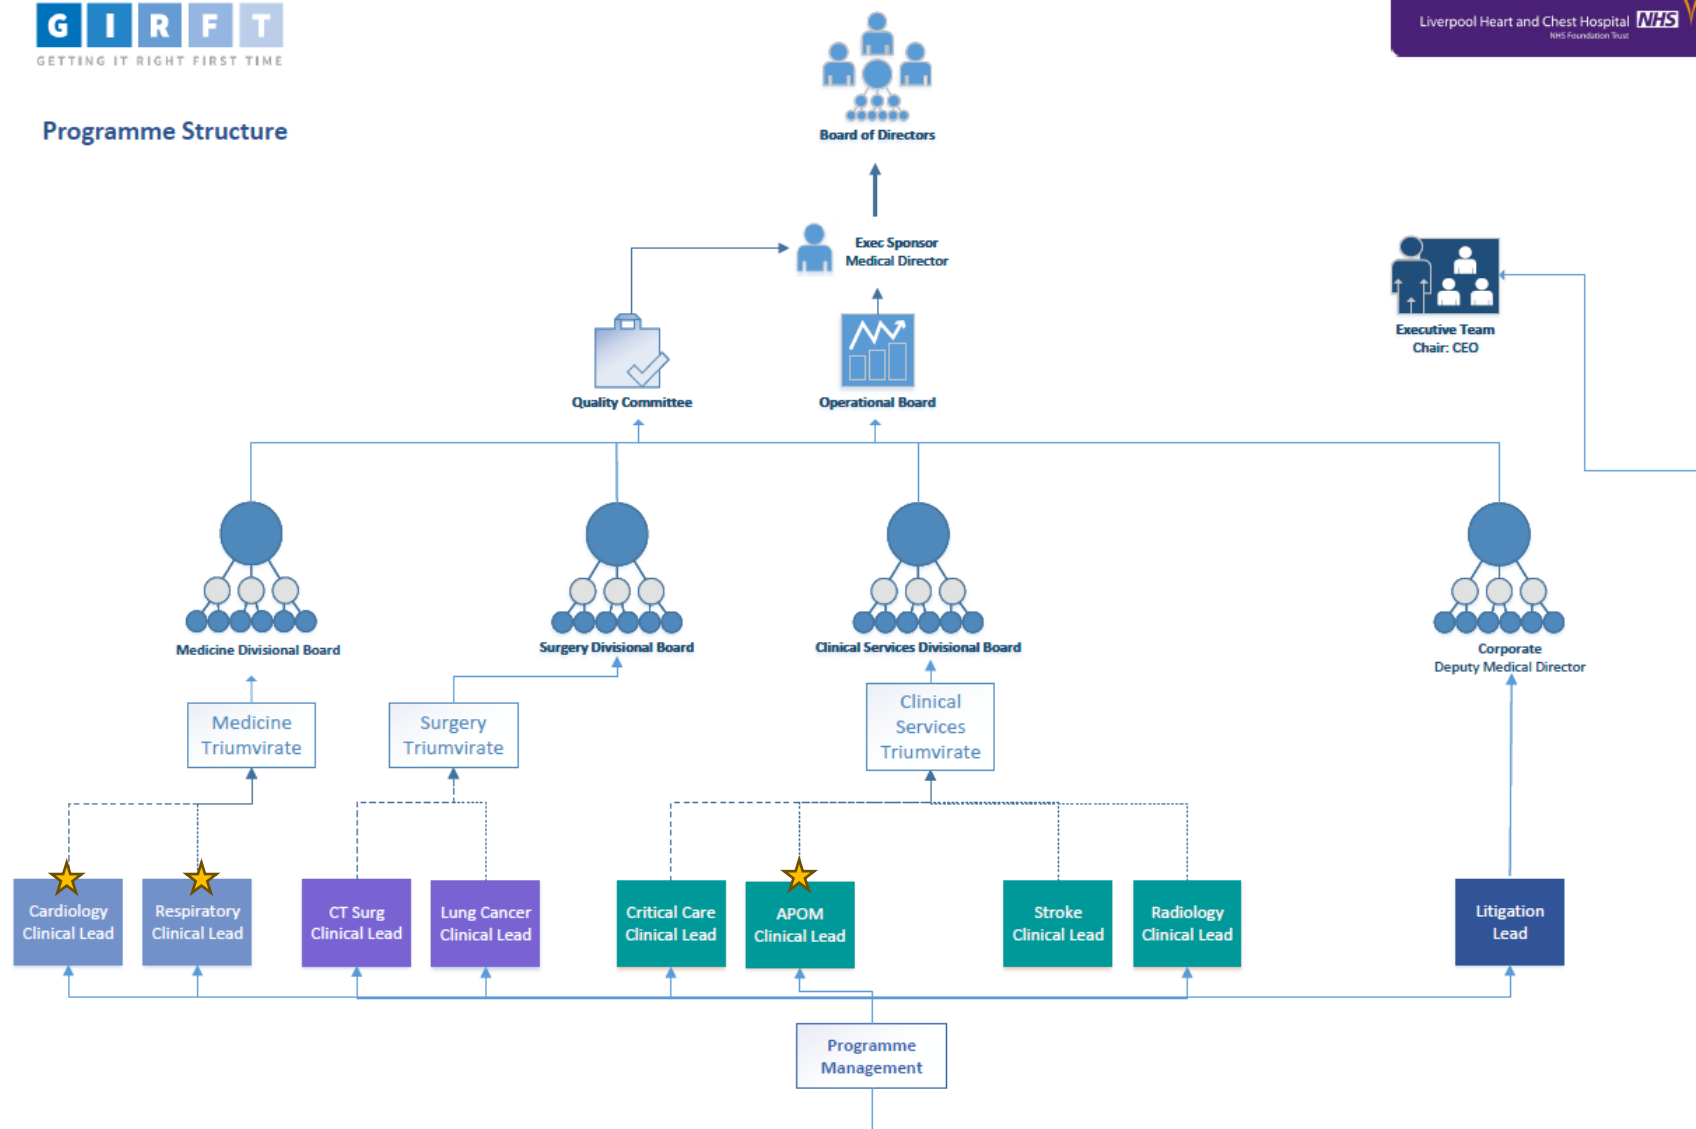 G I R F T
GETTING IT RIGHT FIRST TIME
Liverpool Heart and Chest Hospital NHS
NHS Foundation Trust
Programme Structure
Board of Directors
Exec Sponsor
Medical Director
Executive Team
Chair: CEO
Quality Committee
Operational Board
Medicine Divisional Board
Surgery Divisional Board
Clinical Services Divisional Board
Corporate
Deputy Medical Director
Medicine
Triumvirate
Surgery
Triumvirate
Clinical
Services
Triumvirate
Cardiology
Clinical Lead
Respiratory
Clinical Lead
CT Surg
Clinical Lead
Lung Cancer
Clinical Lead
Critical Care
Clinical Lead
APOM
Clinical Lead
Stroke
Clinical Lead
Radiology
Clinical Lead
Litigation
Lead
Programme
Management